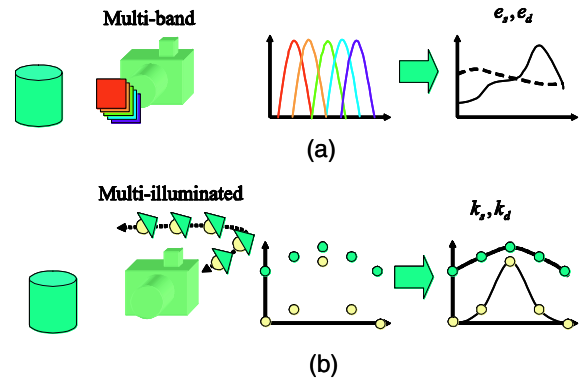 Multi-band
e_s, e_d
(a)
Multi-illuminated
k_s, k_d
(b)